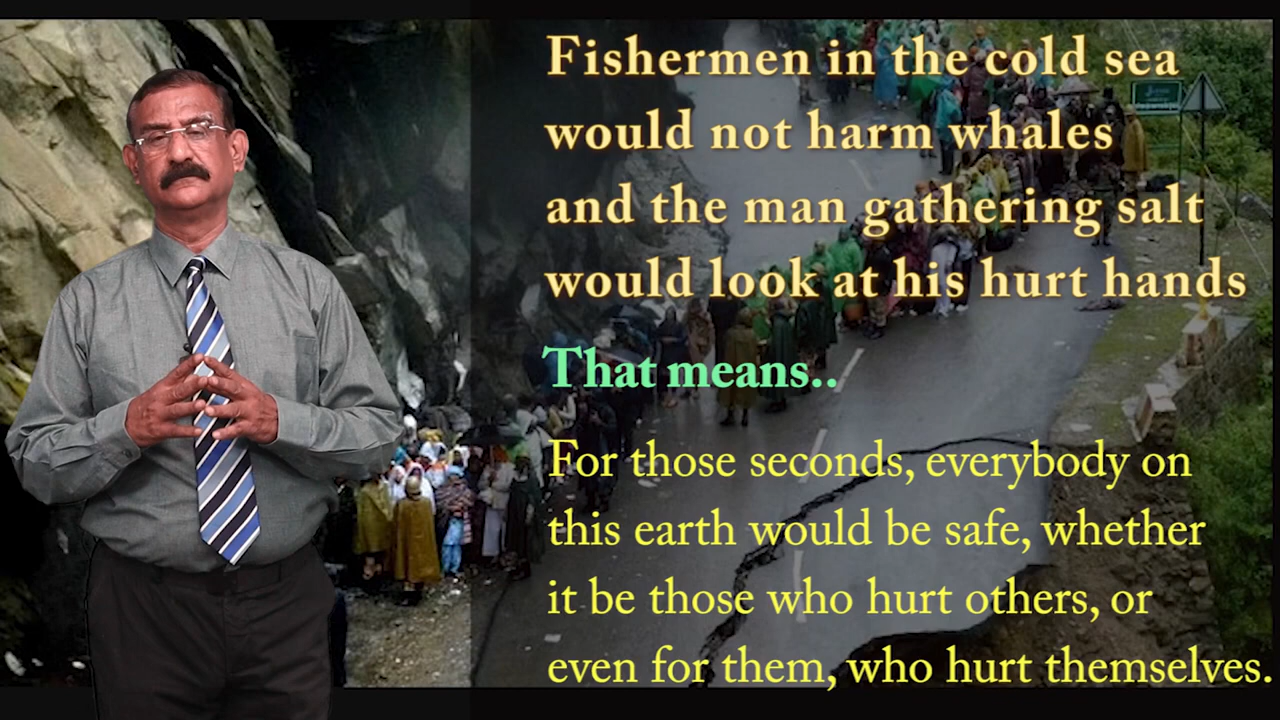 Fishermen in the cold sea
would not harm whales
and the man gathering salt
would look at his hurt hands
That means..
For those seconds, everybody on
this earth would be safe, whether
it be those who hurt others, or
even for them, who hurt themselves.